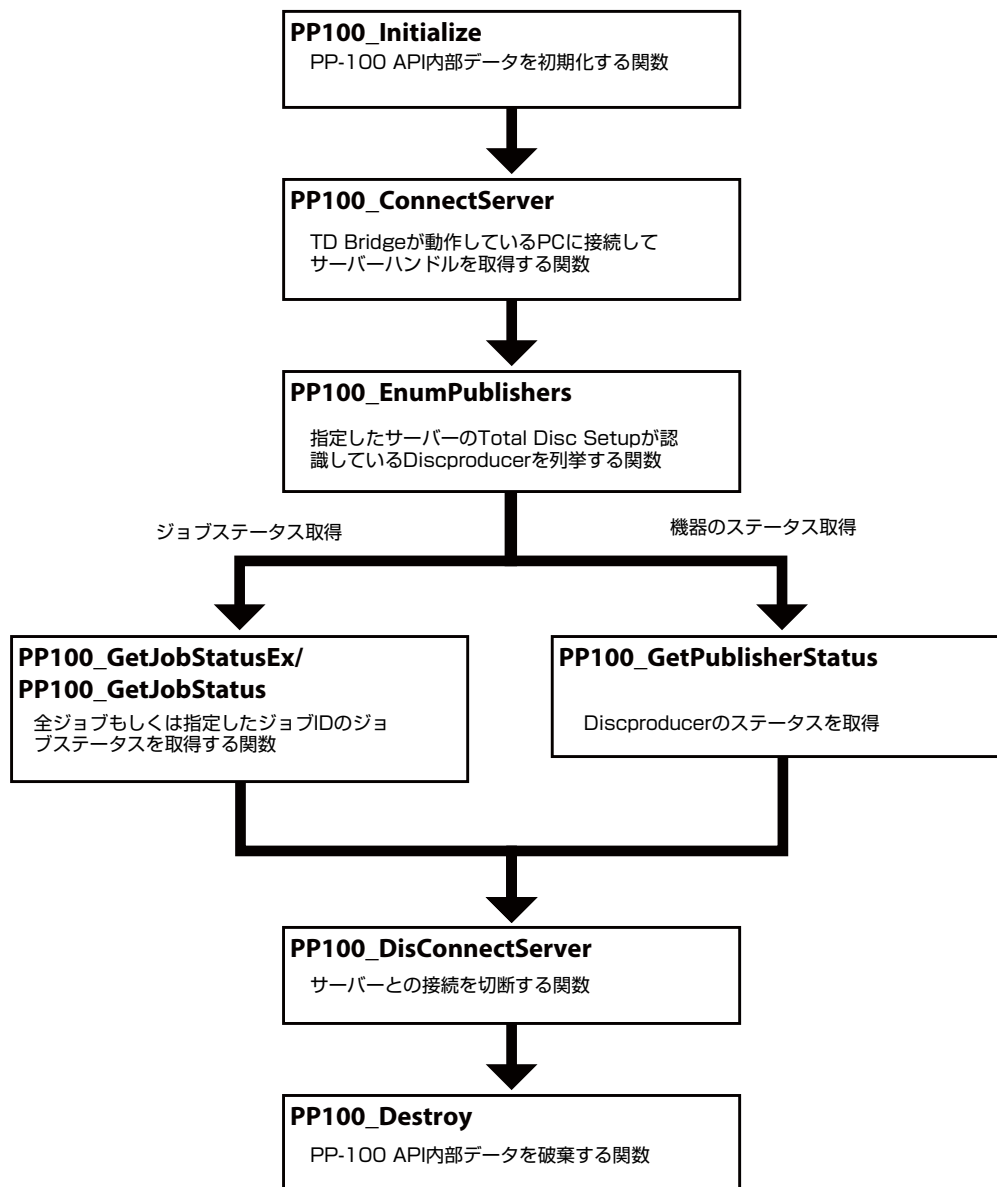 PP100_Initialize
PP-100 API内部データを初期化する関数
PP100_ConnectServer
TD Bridgeが動作しているPCに接続して
サーバーハンドルを取得する関数
PP100_EnumPublishers
指定したサーバーのTotal Disc Setupが認
識しているDiscproducerを列挙する関数
ジョブステータス取得
機器のステータス取得
PP100_GetJobStatusEx/
PP100_GetJobStatus
全ジョブもしくは指定したジョブIDのジョ
ブステータスを取得する関数
PP100_GetPublisherStatus
Discproducerのステータスを取得
PP100_DisConnectServer
サーバーとの接続を切断する関数
PP100_Destroy
PP-100 API内部データを破棄する関数